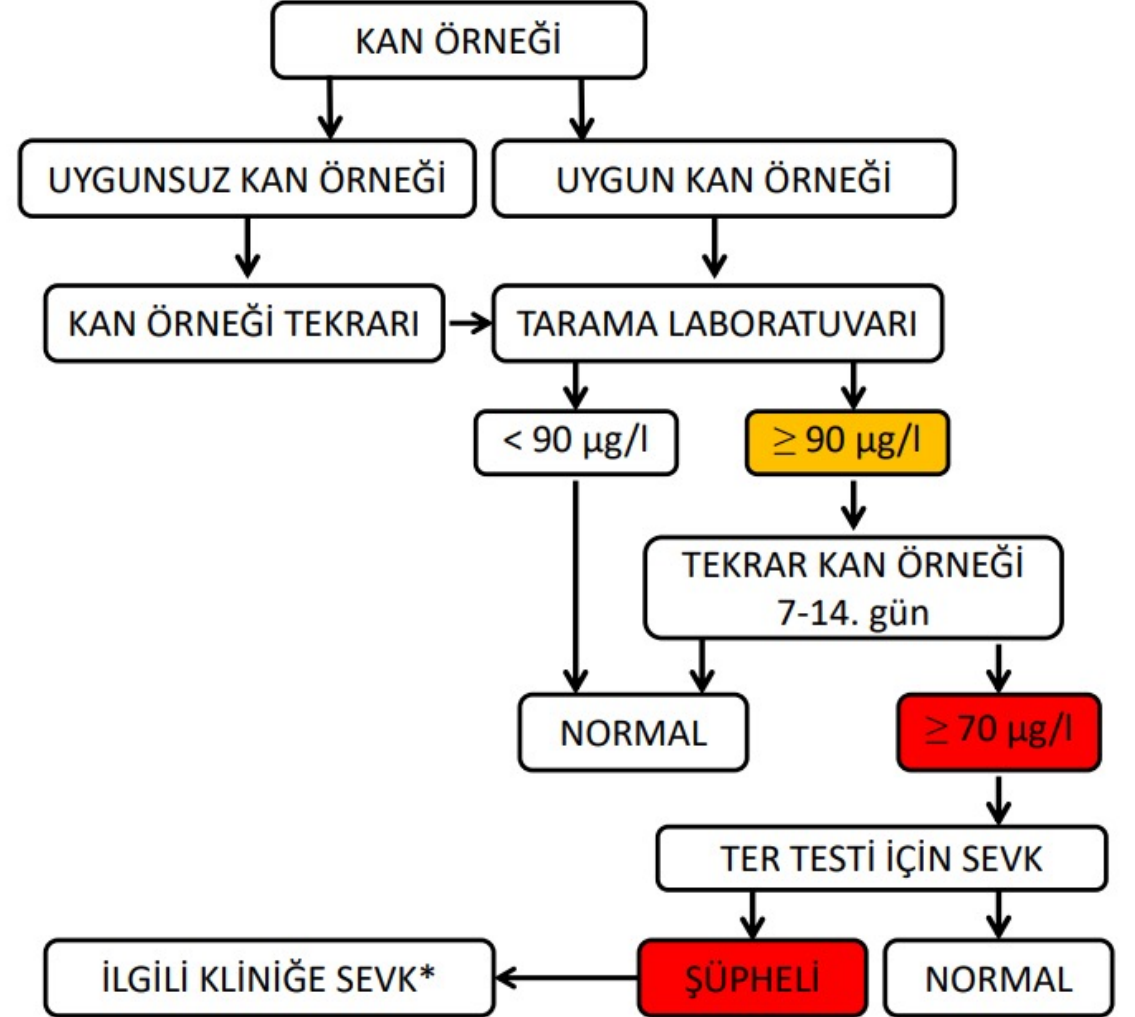 KAN ÖRNEĞİ
UYGUNSUZ KAN ÖRNEĞİ
UYGUN KAN ÖRNEĞİ
KAN ÖRNEĞİ TEKRARI
TARAMA LABORATUVARI
< 90 µg/l
≥ 90 µg/l
TEKRAR KAN ÖRNEĞİ
7-14. gün
NORMAL
≥ 70 µg/l
TER TESTİ İÇİN SEVK
İLGİLİ KLİNİĞE SEVK*
ŞÜPHELİ
NORMAL